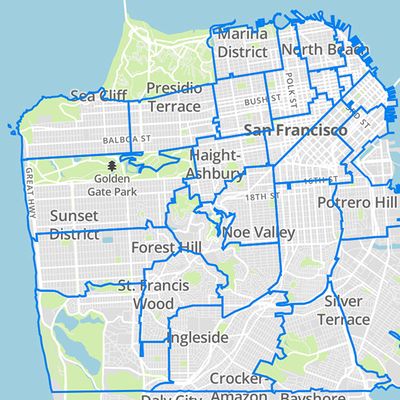 Marina
District
North Beach
POLK ST
Sea Cliff
Presidio
Terrace
BUSH ST
3RD ST
San Francisco
BALBOA ST
Haight-
Ashbury
Golden
Gate Park
GREAT HWY
16TH ST
18TH ST
Potrero Hill
Sunset
District
Noe Valley
Forest Hill
St. Francis
Wood
Silver
Terrace
Ingleside
Crocker-
Amazon
Daly City
Bayshore